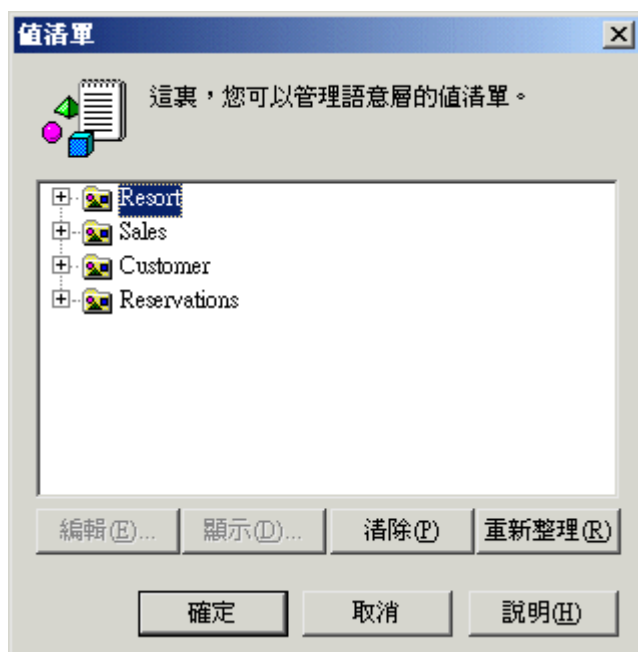 值清單
這裏，您可以管理語意層的值清單。
Resort
Sales
Customer
Reservations
編輯(E)... 顯示(D)... 清除(P) 重新整理(R)
確定 取消 說明(H)